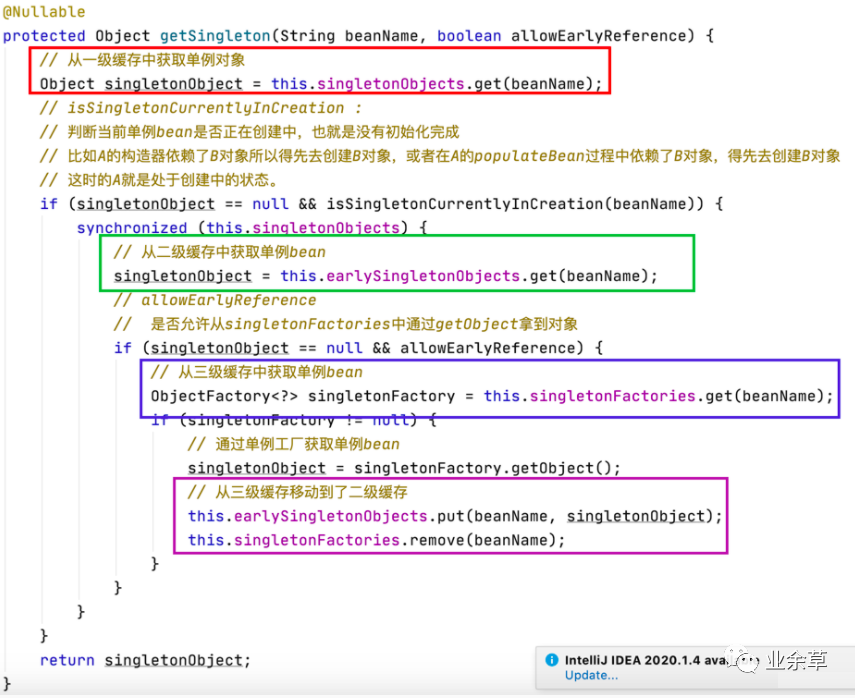 @Nullable
protected Object getSingleton(String beanName, boolean allowEarlyReference) {
// 从一级缓存中获取单例对象
Object singletonObject = this.singletonObjects.get(beanName);
// isSingletonCurrentlyInCreation :
// 判断当前单例bean是否正在创建中，也就是没有初始化完成
// 比如A的构造器依赖了B对象所以得先去创建B对象，或者在A的populateBean过程中依赖了B对象，得先去创建B对象
// 这时的A就是处于创建中的状态。
if (singletonObject == null && isSingletonCurrentlyInCreation(beanName)) {
synchronized (this.singletonObjects) {
// 从二级缓存中获取单例bean
singletonObject = this.earlySingletonObjects.get(beanName);
// allowEarlyReference
// 是否允许从singletonFactories中通过getObject拿到对象
if (singletonObject == null && allowEarlyReference) {
// 从三级缓存中获取单例bean
ObjectFactory<?> singletonFactory = this.singletonFactories.get(beanName);
if (singletonFactory != null) {
// 通过单例工厂获取单例bean
singletonObject = singletonFactory.getObject();
// 从三级缓存移动到了二级缓存
this.earlySingletonObjects.put(beanName, singletonObject);
this.singletonFactories.remove(beanName);
}
}
}
}
return singletonObject;
}
IntelliJ IDEA 2020.1.4
Update...
业余草